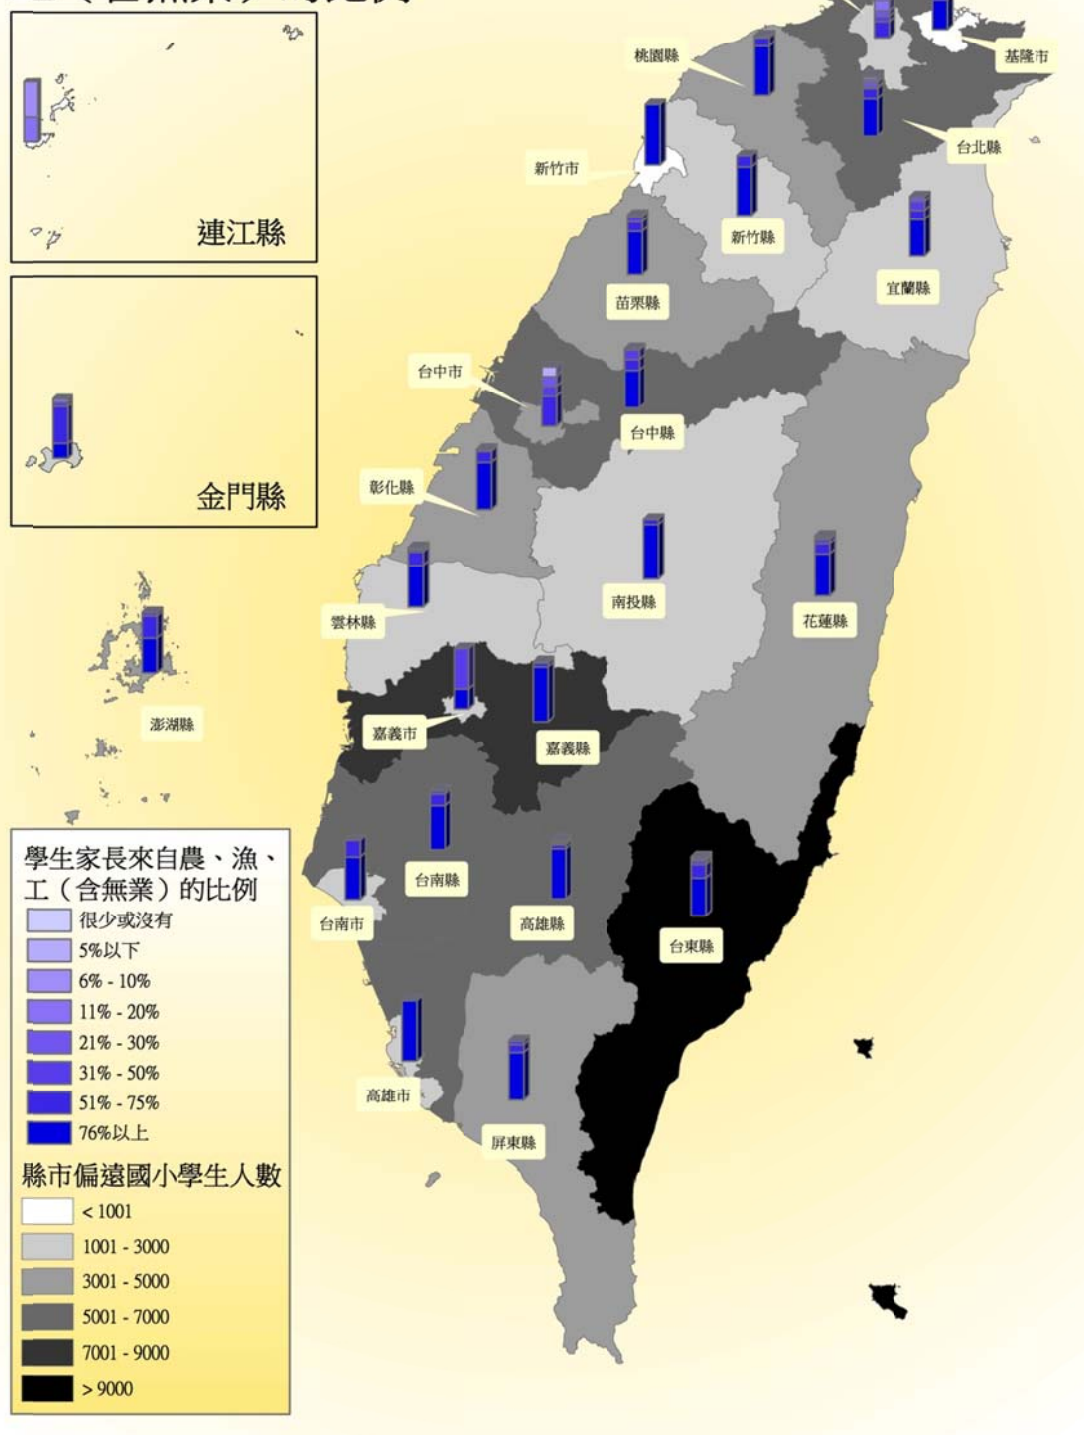 連江縣
金門縣
桃園縣
基隆市
台北縣
新竹市
新竹縣
宜蘭縣
苗栗縣
台中市
台中縣
彰化縣
南投縣
花蓮縣
雲林縣
澎湖縣
嘉義市
嘉義縣
台南縣
台南市
高雄縣
台東縣
高雄市
屏東縣
學生家長來自農、漁、
工（含無業）的比例
很少或沒有
5%以下
6% - 10%
11% - 20%
21% - 30%
31% - 50%
51% - 75%
76%以上
縣市偏遠國小學生人數
< 1001
1001 - 3000
3001 - 5000
5001 - 7000
7001 - 9000
> 9000